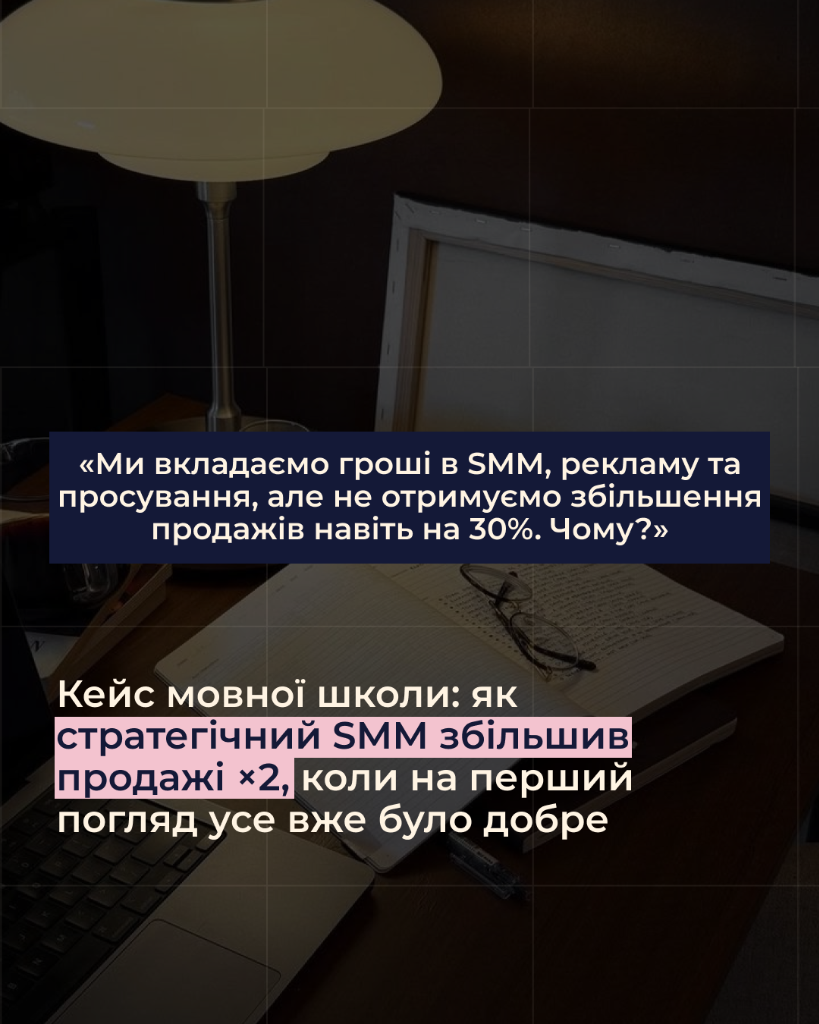 «Ми вкладаємо гроші в SMM, рекламу та
просування, але не отримуємо збільшення
продажів навіть на 30%. Чому?»
Кейс мовної школи: як
стратегічний SMM збільшив
продажі ×2, коли на перший
погляд усе вже було добре